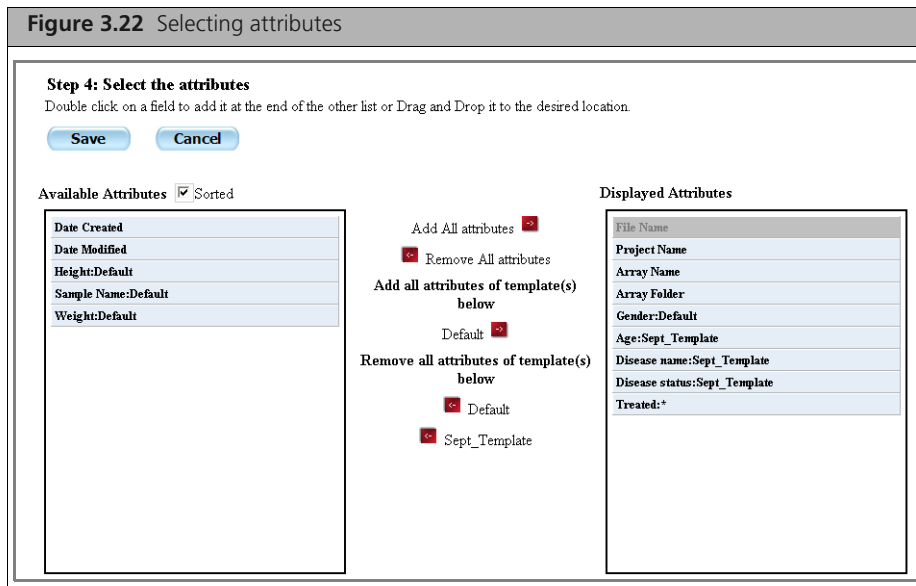 Figure 3.22 Selecting attributes
Step 4: Select the attributes
Double click on a field to add it at the end of the other list or Drag and Drop it to the desired location.
Save Cancel
Available Attributes Sorted
Date Created
Date Modified
Height:Default
Sample Name:Default
Weight:Default
Add All attributes ->
<- Remove All attributes
Add all attributes of template(s)
below
Default ->
Remove all attributes of template(s)
below
<- Default
<- Sept_Template
Displayed Attributes
File Name
Project Name
Array Name
Array Folder
Gender:Default
Age:Sept_Template
Disease name:Sept_Template
Disease status:Sept_Template
Treated:*